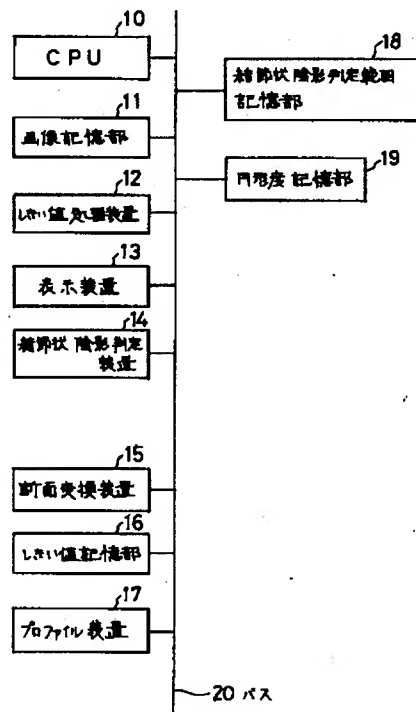 10
CPU
11
画像記憶部
12
しきい値処理装置
13
表示装置
14
結節状陰影判定
装置
15
断面変換装置
16
しきい値記憶部
17
プロファイル装置
18
結節状陰影判定範囲
記憶部
19
円形度記憶部
20 バス